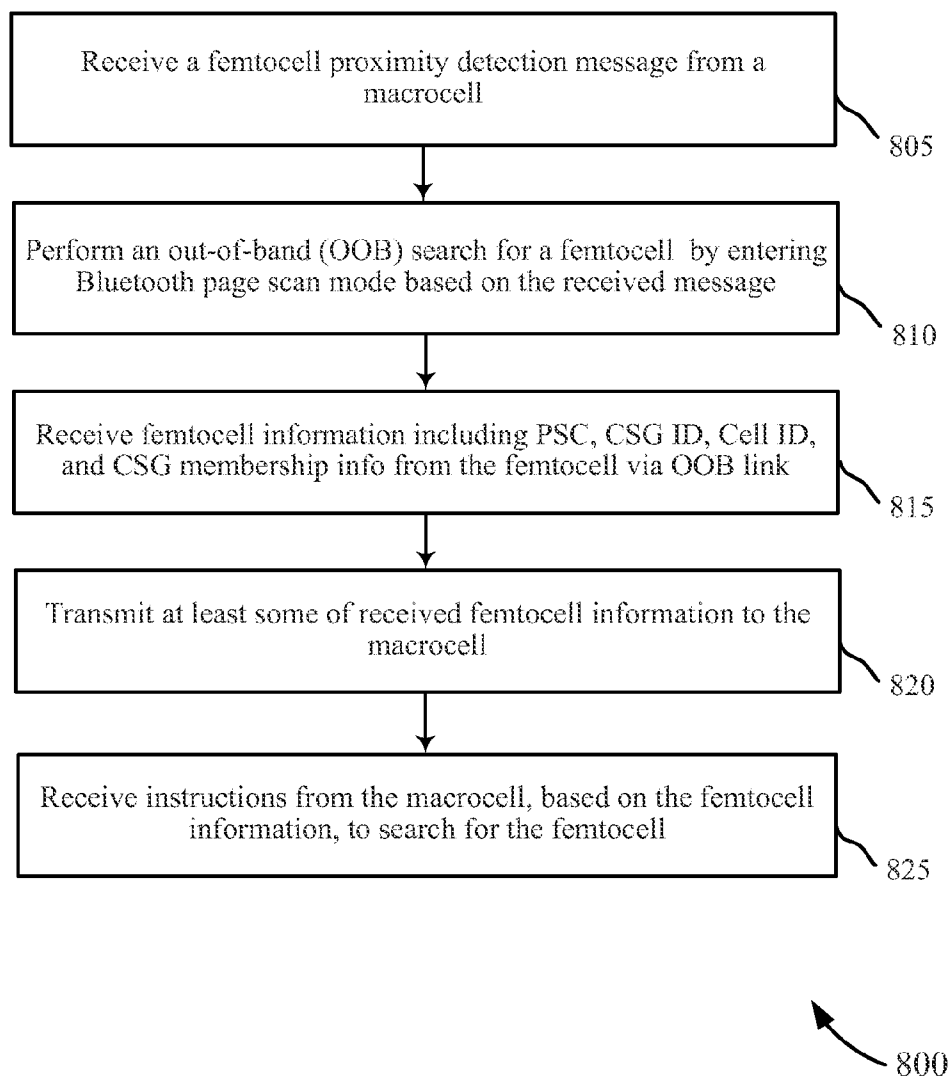 Receive a femtocell proximity detection message from a
macrocell
805
Perform an out-of-band (OOB) search for a femtocell by entering
Bluetooth page scan mode based on the received message
810
Receive femtocell information including PSC, CSG ID, Cell ID,
and CSG membership info from the femtocell via OOB link
815
Transmit at least some of received femtocell information to the
macrocell
820
Receive instructions from the macrocell, based on the femtocell
information, to search for the femtocell
825
800